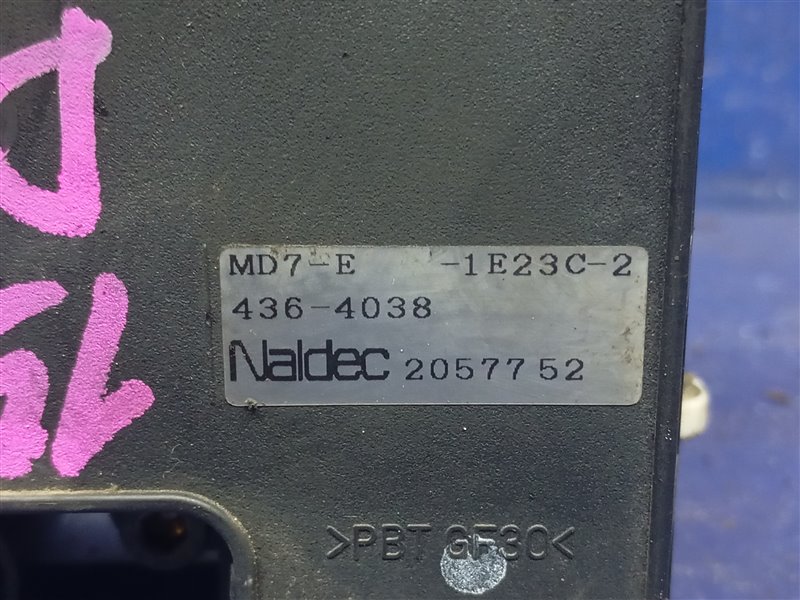 MD7-E -1E23C-2
436-4038
Naldec 2057752
>PBT GF30<